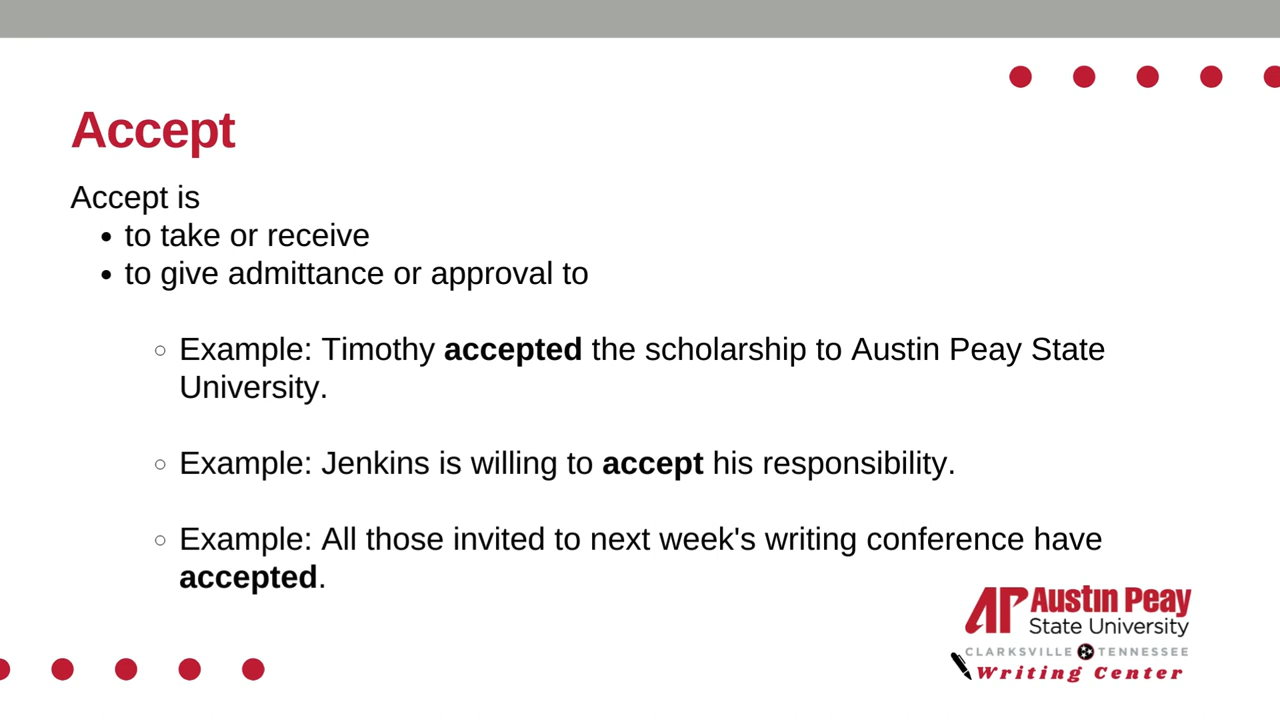 Accept
Accept is
• to take or receive
• to give admittance or approval to
○ Example: Timothy accepted the scholarship to Austin Peay State
University.
○ Example: Jenkins is willing to accept his responsibility.
○ Example: All those invited to next week's writing conference have
accepted.
AP Austin Peay
State University
CLARKSVILLE TENNESSEE
Writing Center